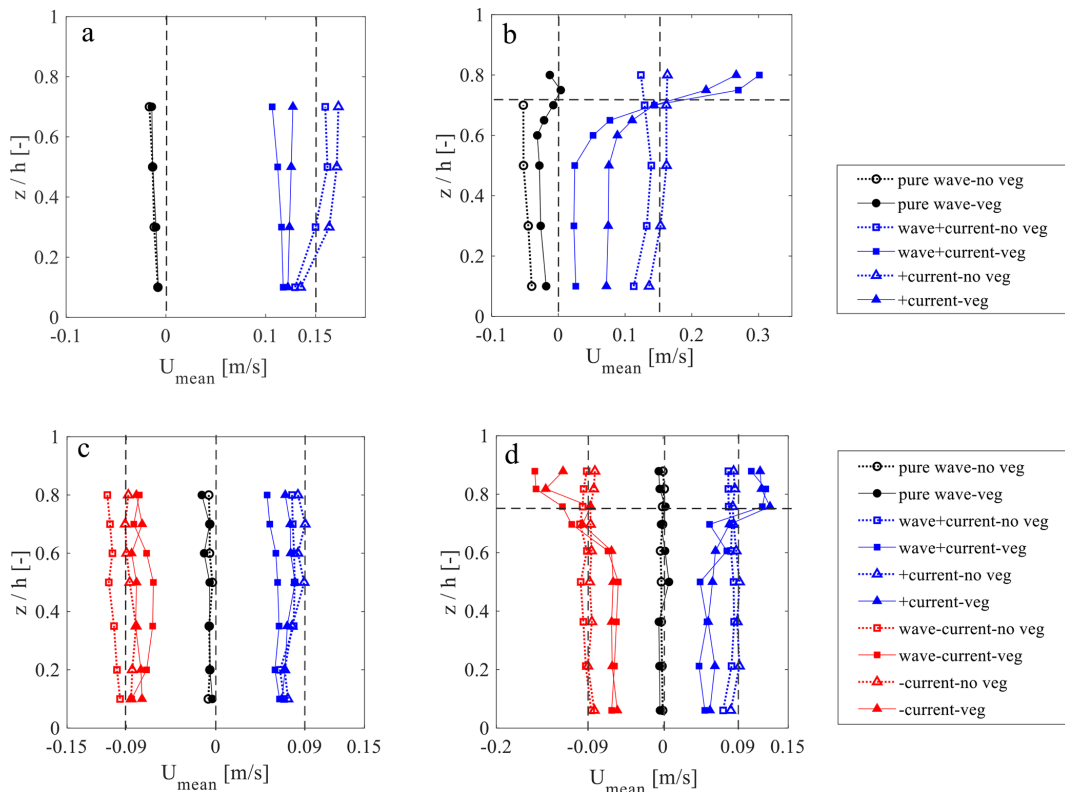 a
1
0.8
0.6
0.4
0.2
0
z / h [-]
-0.1
0
0.1
0.15
U_mean [m/s]
b
1
0.8
0.6
0.4
0.2
0
z / h [-]
-0.1
0
0.1
0.2
0.3
U_mean [m/s]
pure wave-no veg
pure wave-veg
wave+current-no veg
wave+current-veg
+current-no veg
+current-veg
c
1
0.8
0.6
0.4
0.2
0
z / h [-]
-0.15
-0.09
0
0.09
0.15
U_mean [m/s]
d
1
0.8
0.6
0.4
0.2
0
z / h [-]
-0.2
-0.09
0
0.09
0.15
U_mean [m/s]
pure wave-no veg
pure wave-veg
wave+current-no veg
wave+current-veg
+current-no veg
+current-veg
wave-current-no veg
wave-current-veg
-current-no veg
-current-veg